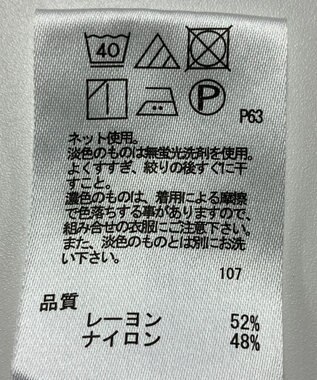 40
P
P63
ネット使用。
淡色のものは無蛍光洗剤を使用。
よくすすぎ、絞りの後すぐに干
すこと。
濃色のものは、着用による摩擦
で色落ちする事がありますので、
組み合せの衣服にご注意下さい。
また、淡色のものとは別にお洗
い下さい。
107
品質
レーヨン 52%
ナイロン 48%